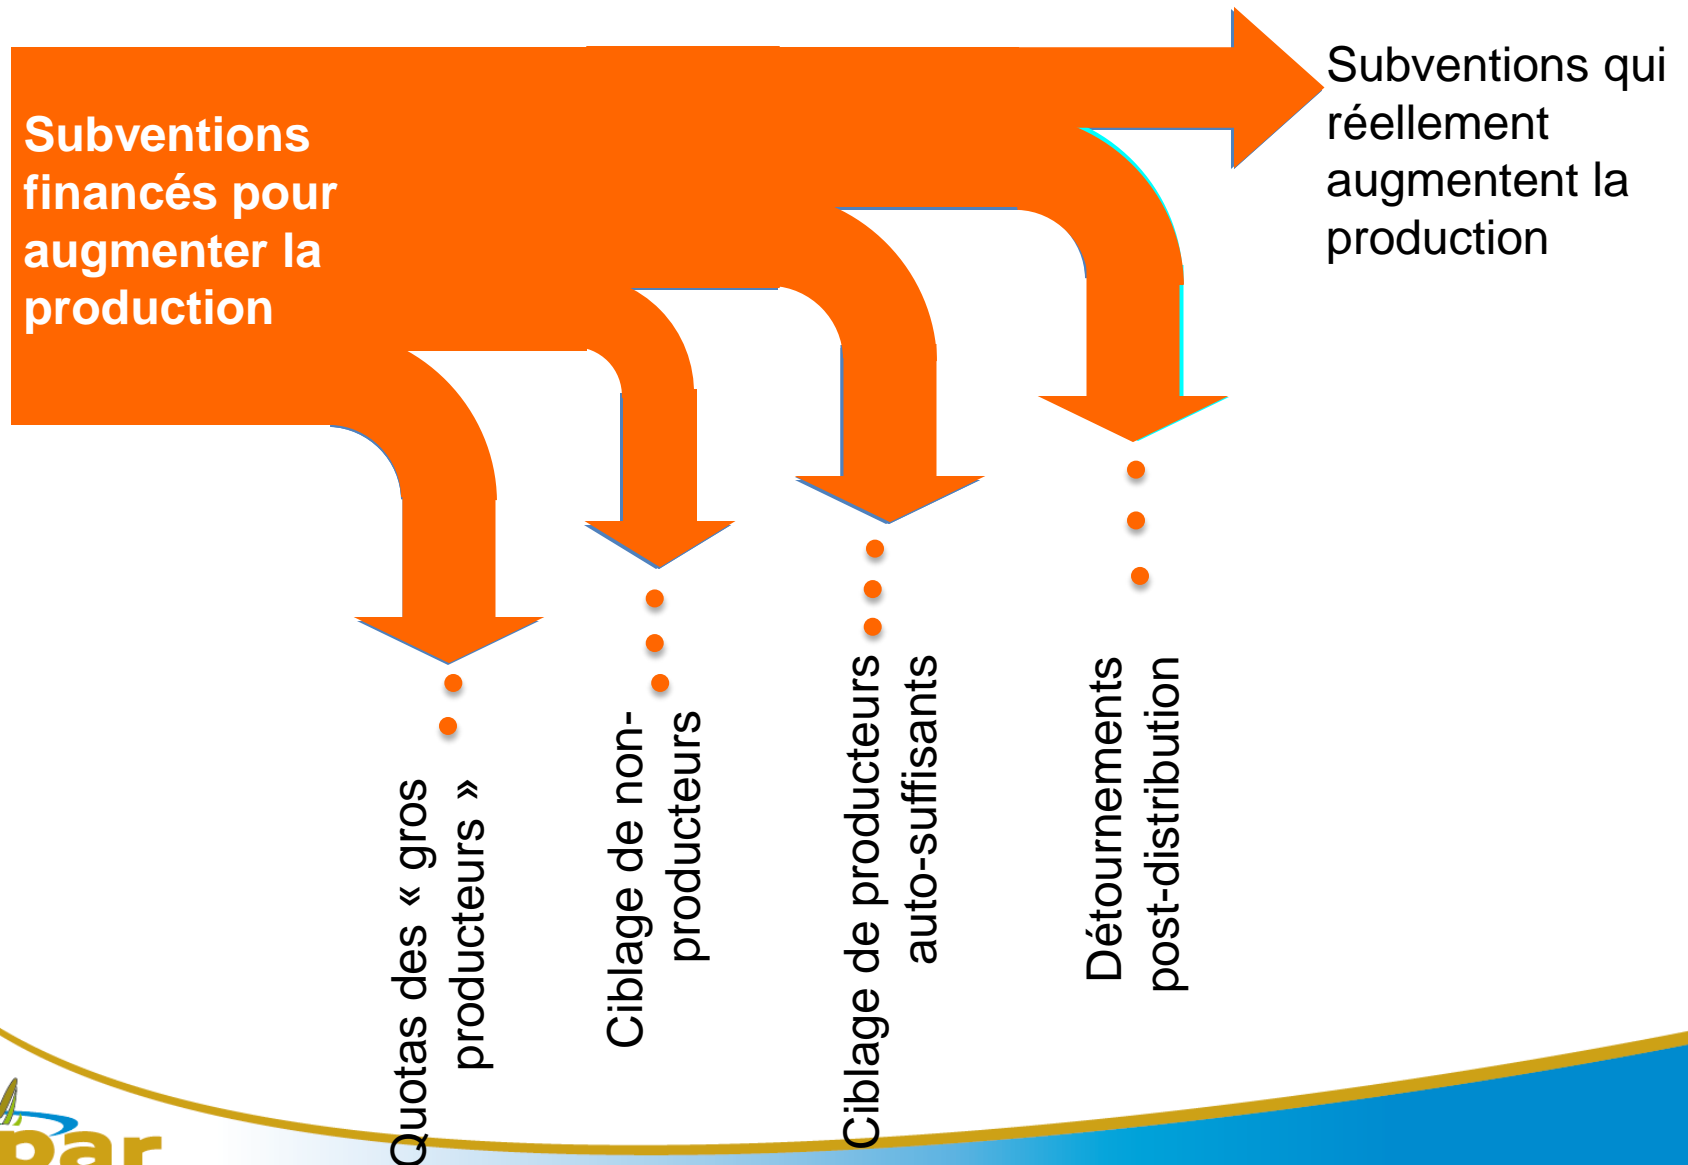 Subventions
financés pour
augmenter la
production
Subventions qui
réellement
augmentent la
production
Quotas des « gros
producteurs »
Ciblage de non-
producteurs
Ciblage de producteurs
auto-suffisants
Détournements
post-distribution